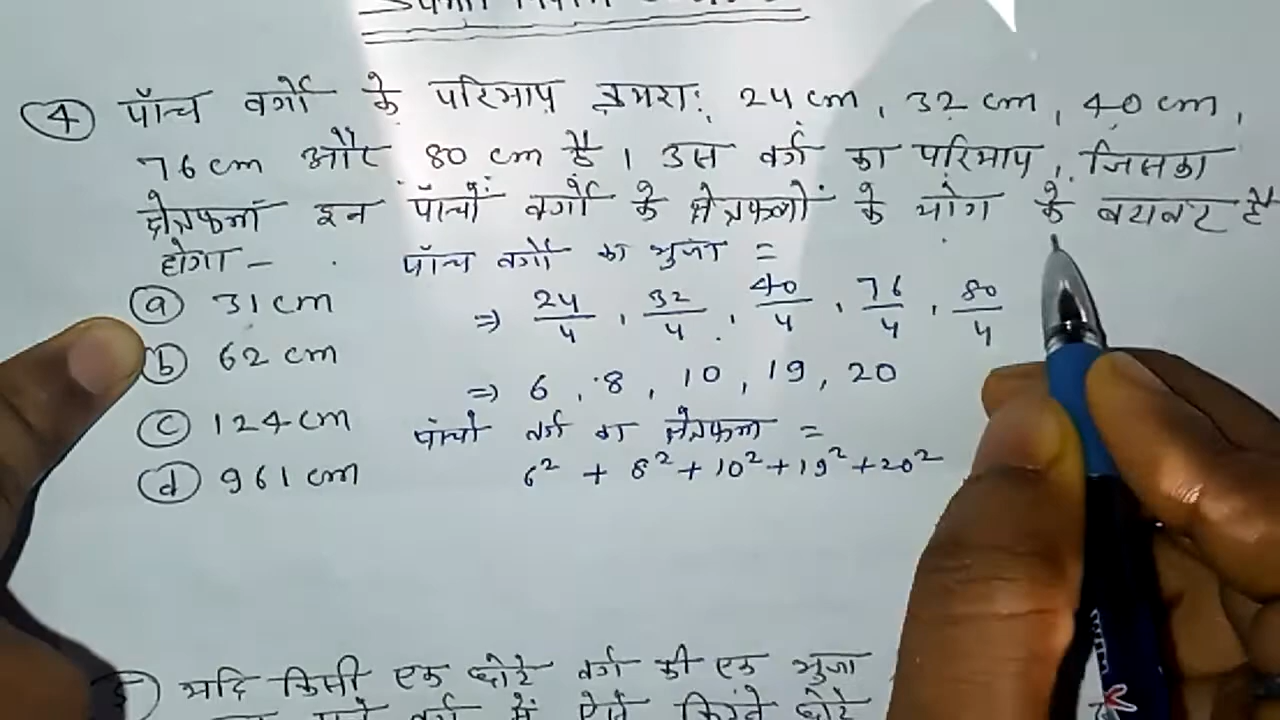 ④ पाँच वर्गों के परिमाप क्रमशः 24 cm, 32 cm, 40 cm,
76 cm और 80 cm है। उस वर्ग का परिमाप, जिसका
क्षेत्रफल इन पाँचों वर्गों के क्षेत्रफलों के योग के बराबर है
होगा -
पाँच वर्गों का भुजा =
(a) 31 cm
⇒ 24/4, 32/4, 40/4, 76/4, 80/4
(b) 62 cm
⇒ 6, 8, 10, 19, 20
(c) 124 cm
पांचो वर्ग का क्षेत्रफल =
(d) 961 cm
6² + 8² + 10² + 19² + 20²
यदि किसी एक छोटे वर्ग की एक भुजा
वर्ग में ऐसे कितने छोटे